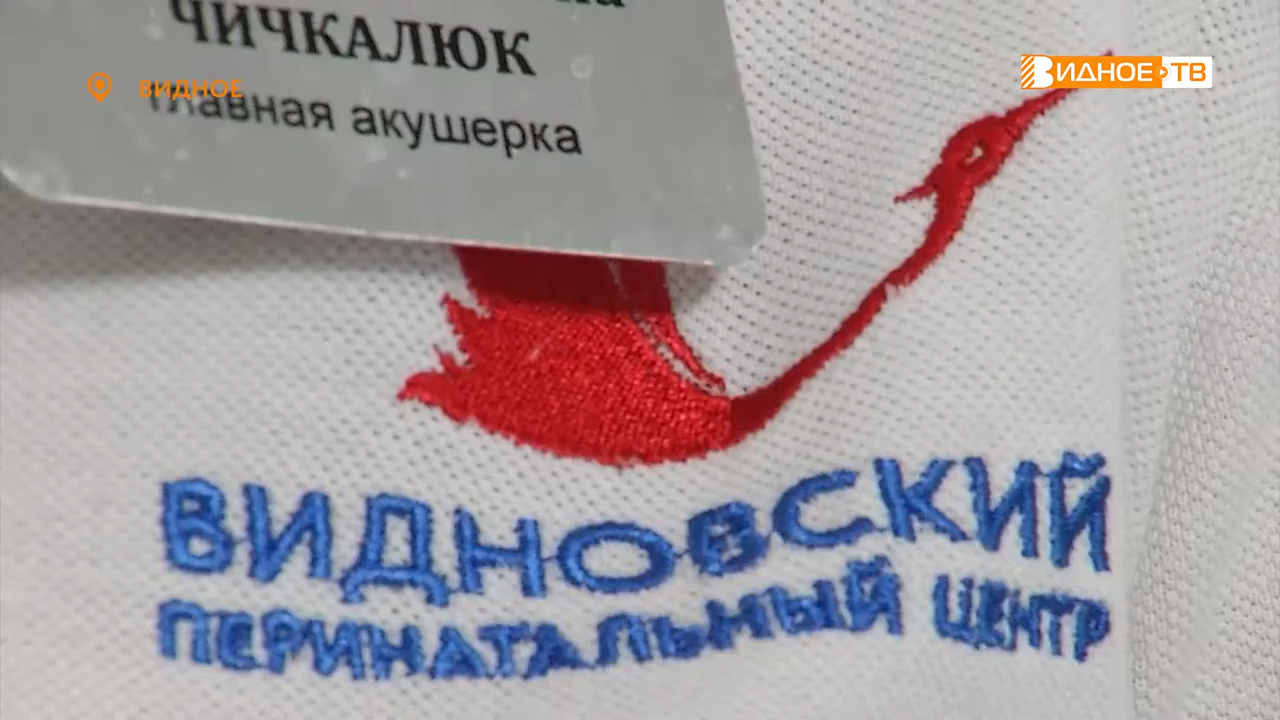 ЧИЧКАЛЮК
главная акушерка
ВИДНОЕ
ВИДНОЕ ТВ
ВИДНОВСКИЙ
ПЕРИНАТАЛЬНЫЙ ЦЕНТР